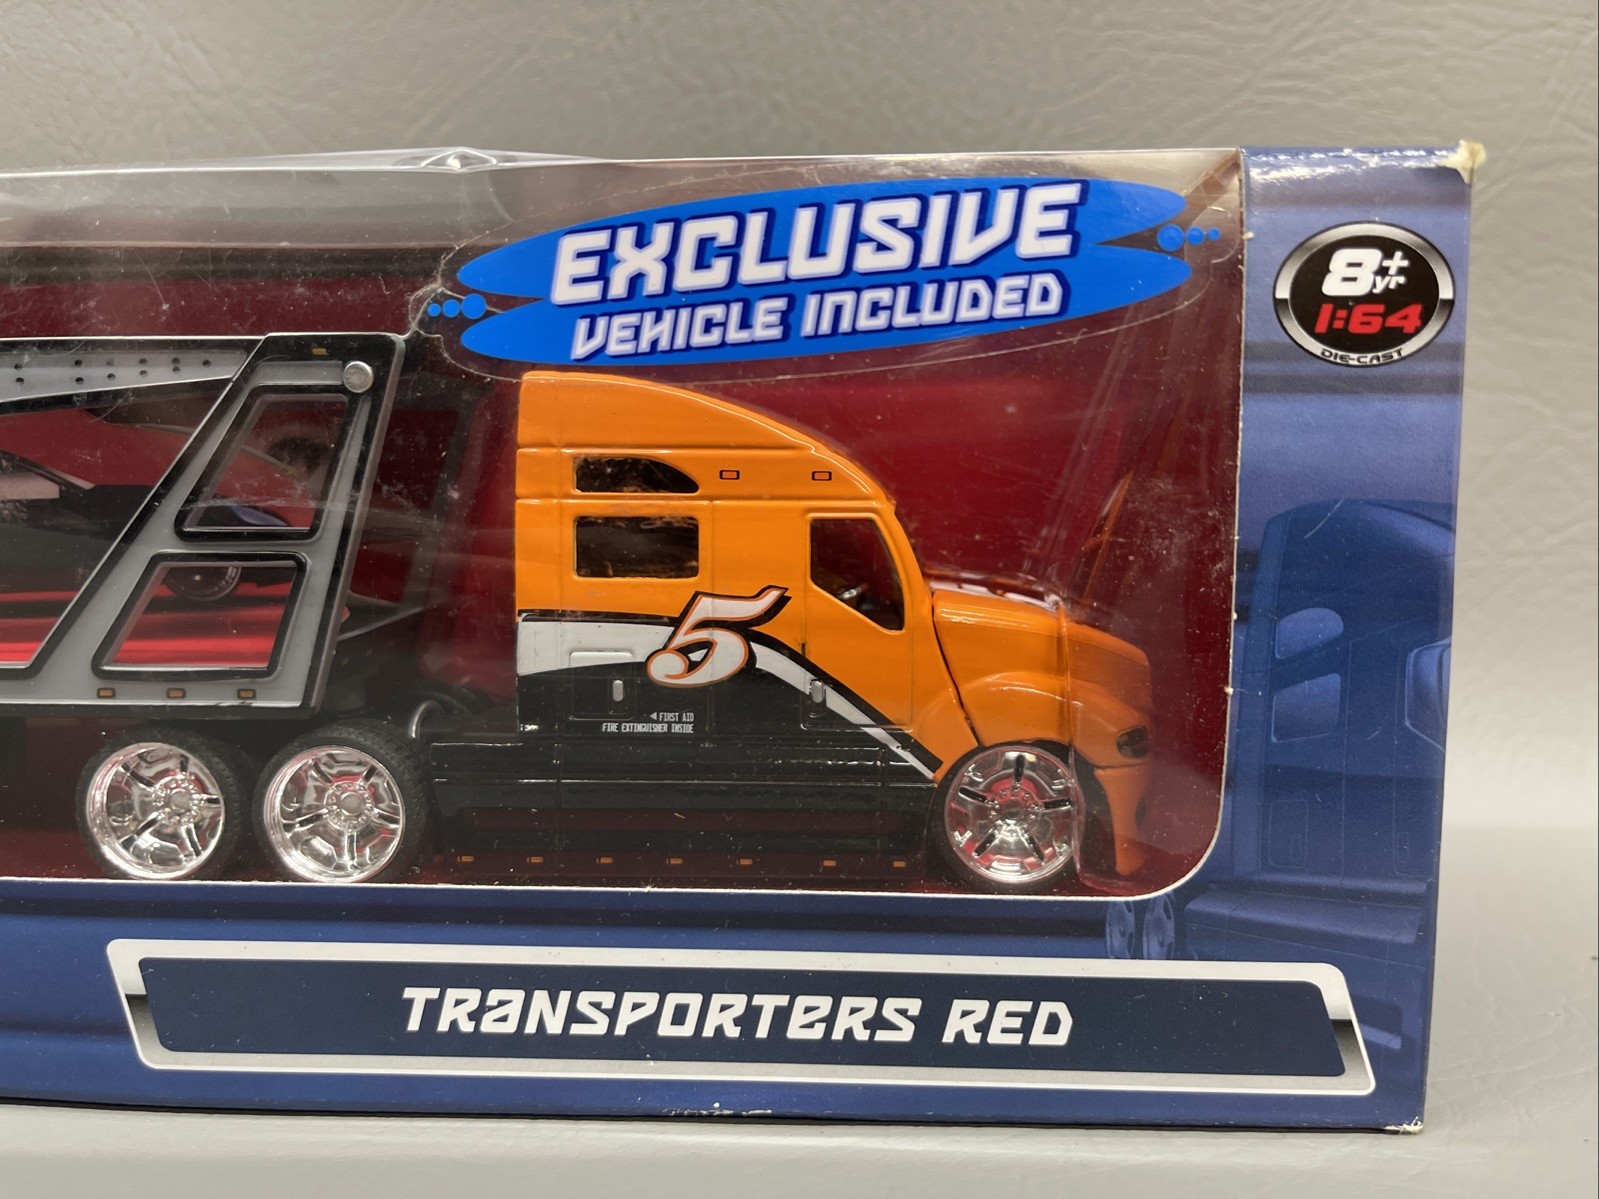 EXCLUSIVE
VEHICLE INCLUDED
8+
yr
1:64
DIE-CAST
5
FIRST AID
FIRE EXTINGUISHER INSIDE
TRANSPORTERS RED